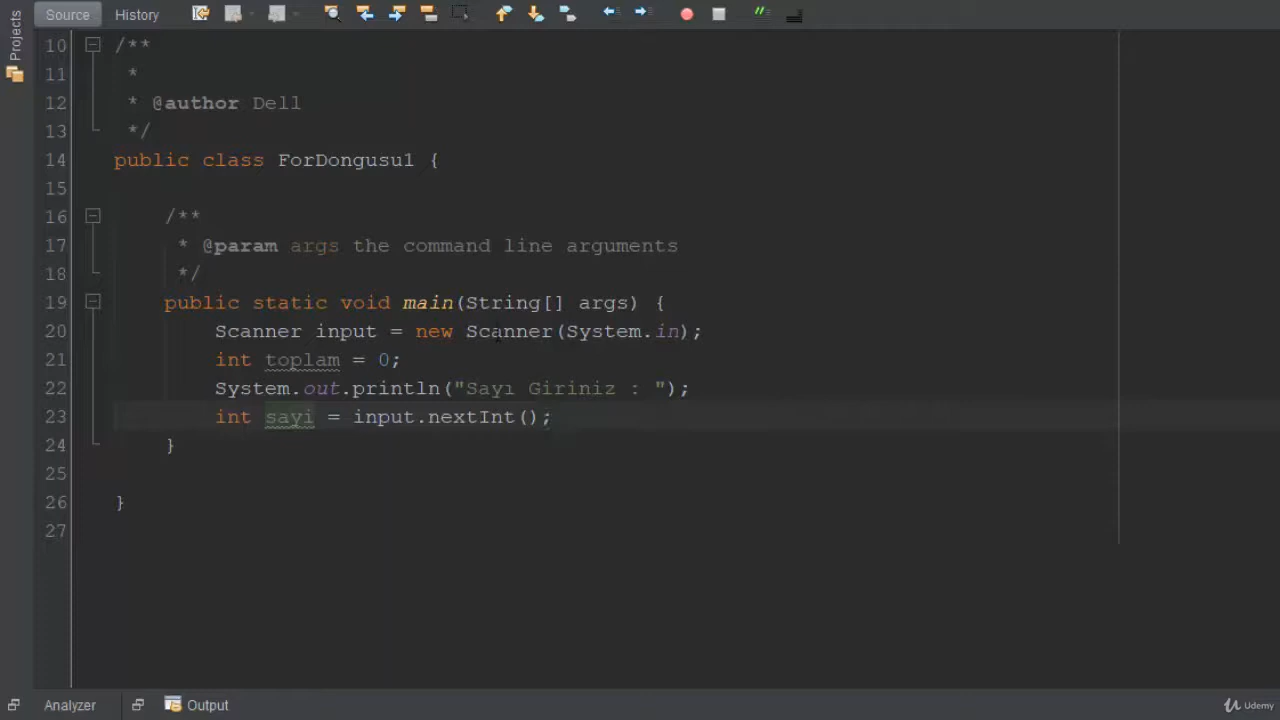 Projects
Source History
10 /**
11 *
12 * @author Dell
13 */
14 public class ForDongusu1 {
15
16 /**
17 * @param args the command line arguments
18 */
19 public static void main(String[] args) {
20 Scanner input = new Scanner(System.in);
21 int toplam = 0;
22 System.out.println("Sayı Giriniz : ");
23 int sayi = input.nextInt();
24 }
25
26 }
27
Analyzer Output
Udemy